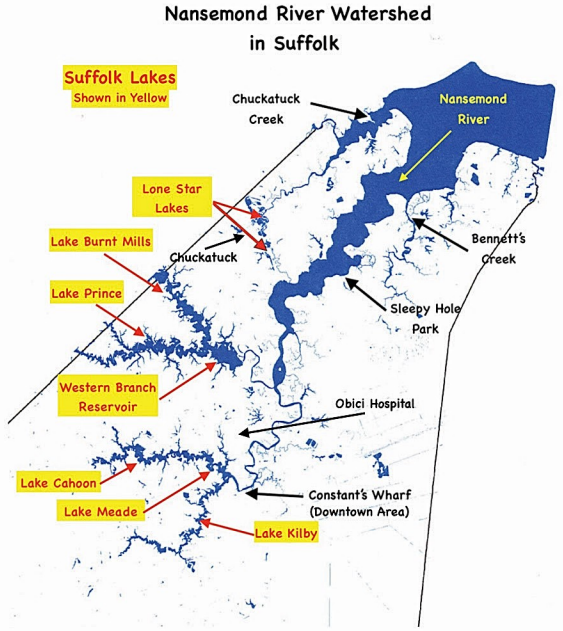 Nansemond River Watershed
in Suffolk
Suffolk Lakes
Shown in Yellow
Chuckatuck
Creek
Nansemond
River
Lone Star
Lakes
Lake Burnt Mills
Chuckatuck
Bennett's
Creek
Lake Prince
Sleepy Hole
Park
Western Branch
Reservoir
Obici Hospital
Lake Cahoon
Lake Meade
Constant's Wharf
(Downtown Area)
Lake Kilby